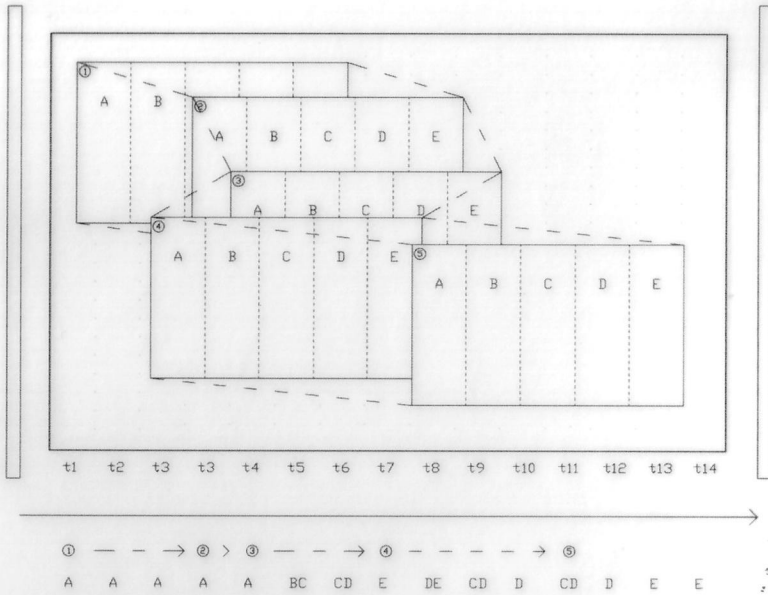 ①
A B
②
A B C D E
③
A B C D E
④
A B C D E
⑤
A B C D E
t1 t2 t3 t3 t4 t5 t6 t7 t8 t9 t10 t11 t12 t13 t14
① ② > ③ ④ ⑤
A A A A A BC CD E DE CD D CD D E E